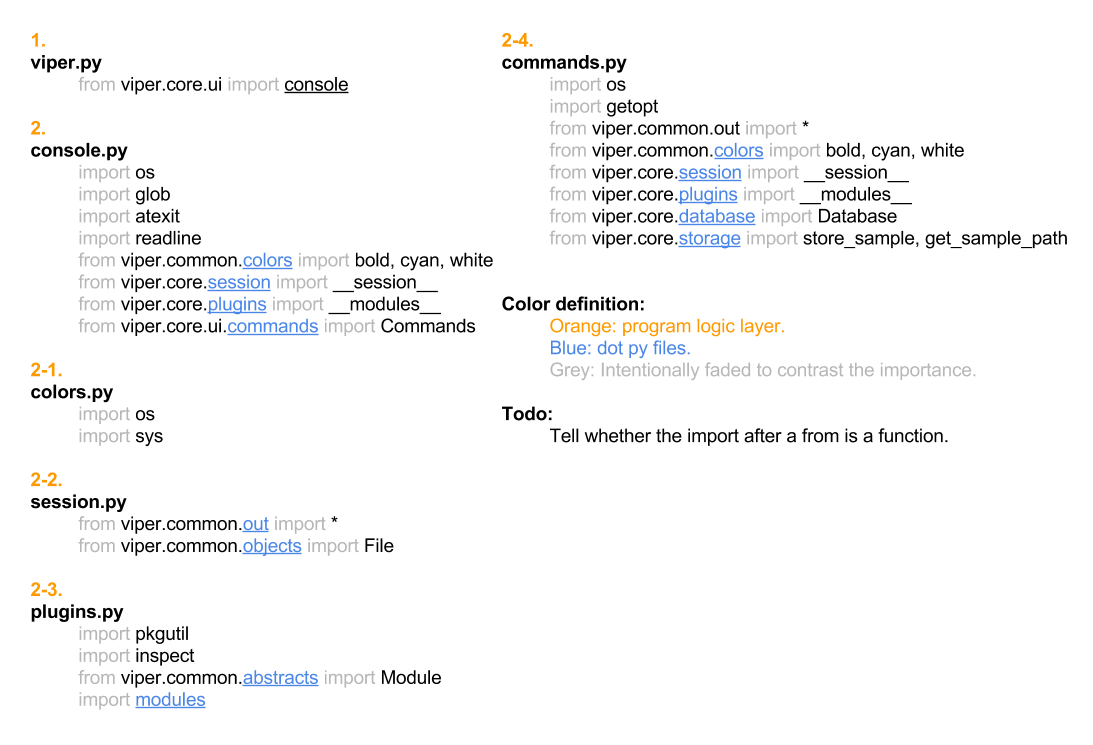 1.
viper.py
from viper.core.ui import console
2.
console.py
import os
import glob
import atexit
import readline
from viper.common.colors import bold, cyan, white
from viper.core.session import __session__
from viper.core.plugins import __modules__
from viper.core.ui.commands import Commands
2-1.
colors.py
import os
import sys
2-2.
session.py
from viper.common.out import *
from viper.common.objects import File
2-3.
plugins.py
import pkgutil
import inspect
from viper.common.abstracts import Module
import modules
2-4.
commands.py
import os
import getopt
from viper.common.out import *
from viper.common.colors import bold, cyan, white
from viper.core.session import __session__
from viper.core.plugins import __modules__
from viper.core.database import Database
from viper.core.storage import store_sample, get_sample_path
Color definition:
Orange: program logic layer.
Blue: dot py files.
Grey: Intentionally faded to contrast the importance.
Todo:
Tell whether the import after a from is a function.